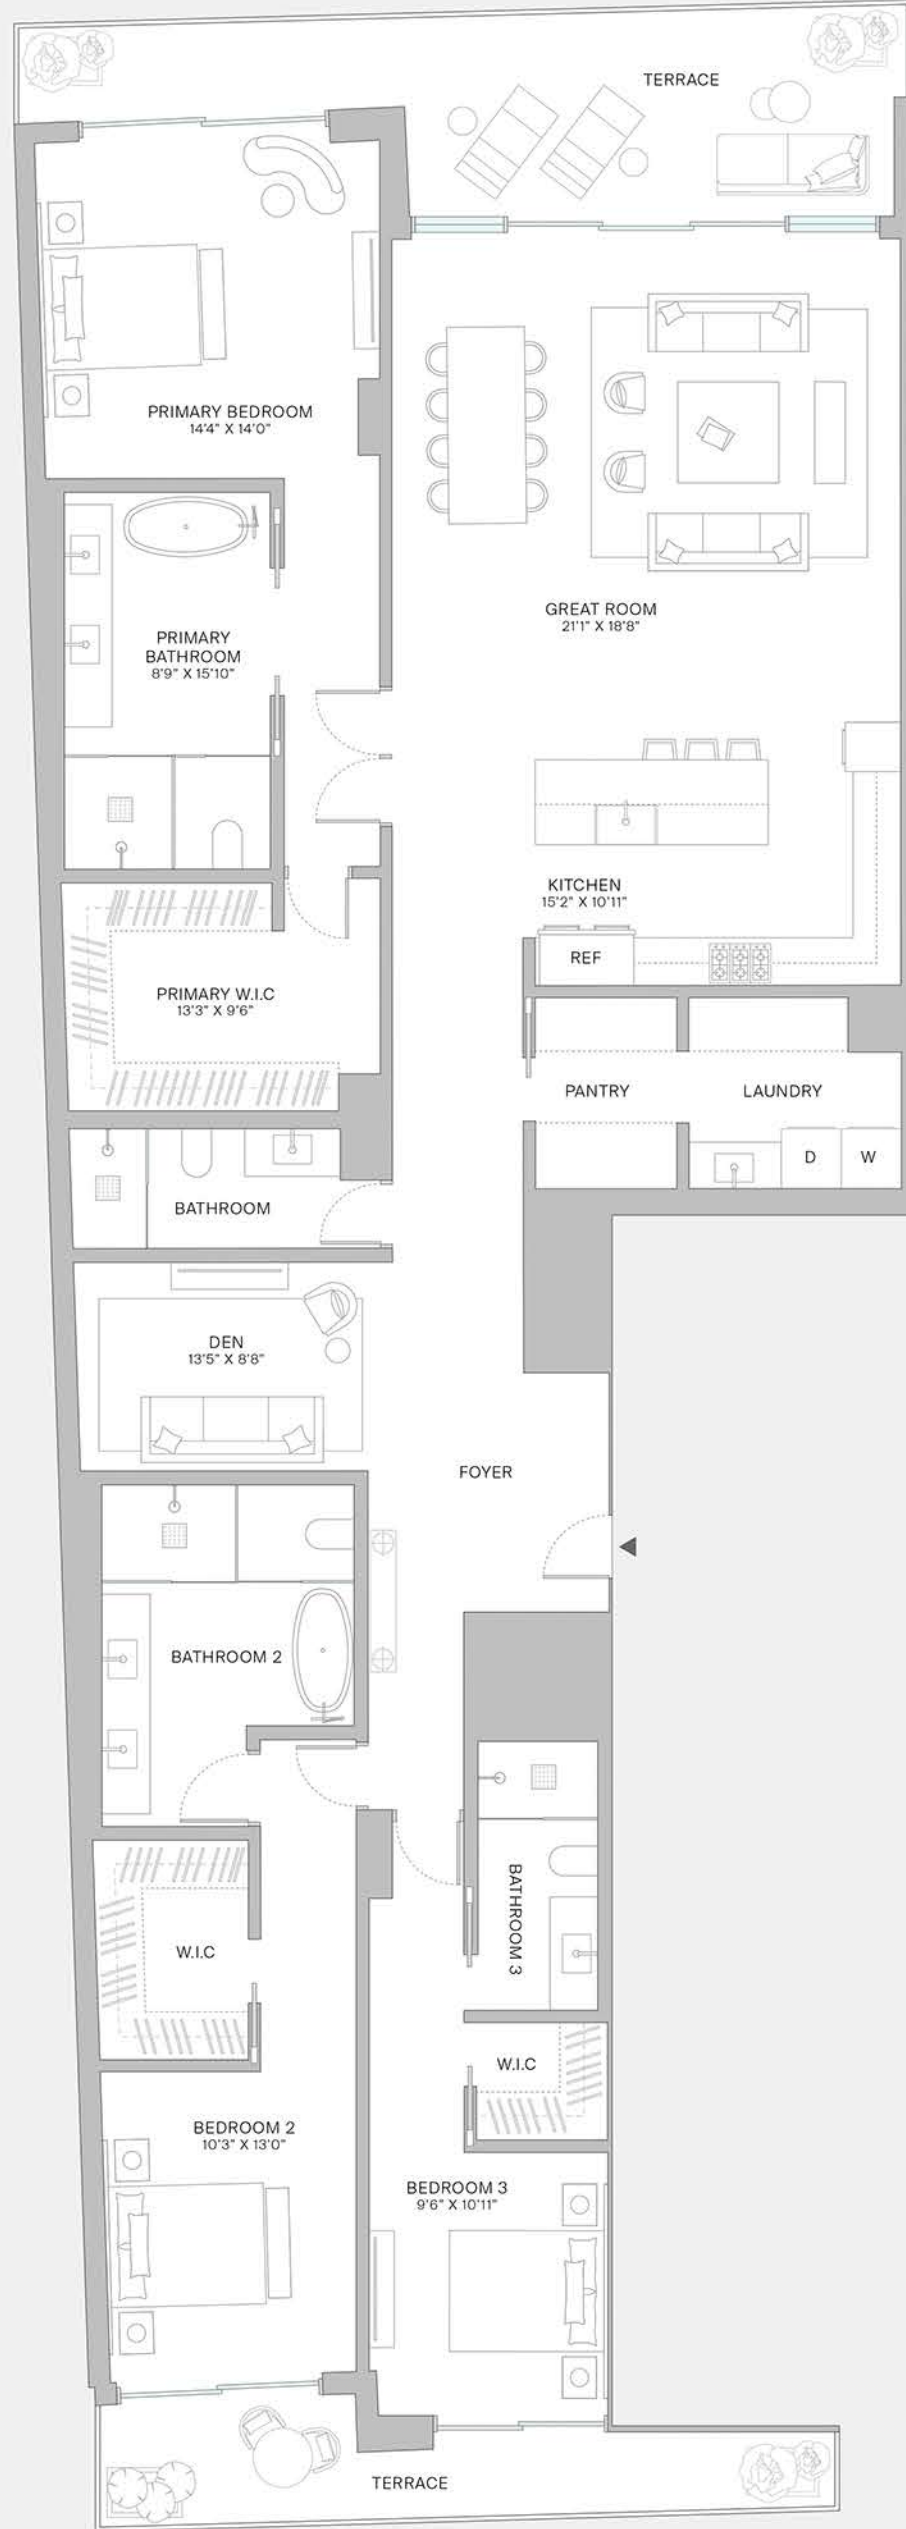 TERRACE
PRIMARY BEDROOM
14'4" X 14'0"
GREAT ROOM
21'1" X 18'8"
PRIMARY
BATHROOM
8'9" X 15'10"
KITCHEN
15'2" X 10'11"
REF
PRIMARY W.I.C
13'3" X 9'6"
PANTRY
LAUNDRY
D
W
BATHROOM
DEN
13'5" X 8'8"
FOYER
BATHROOM 2
BATHROOM 3
W.I.C
W.I.C
BEDROOM 2
10'3" X 13'0"
BEDROOM 3
9'6" X 10'11"
TERRACE